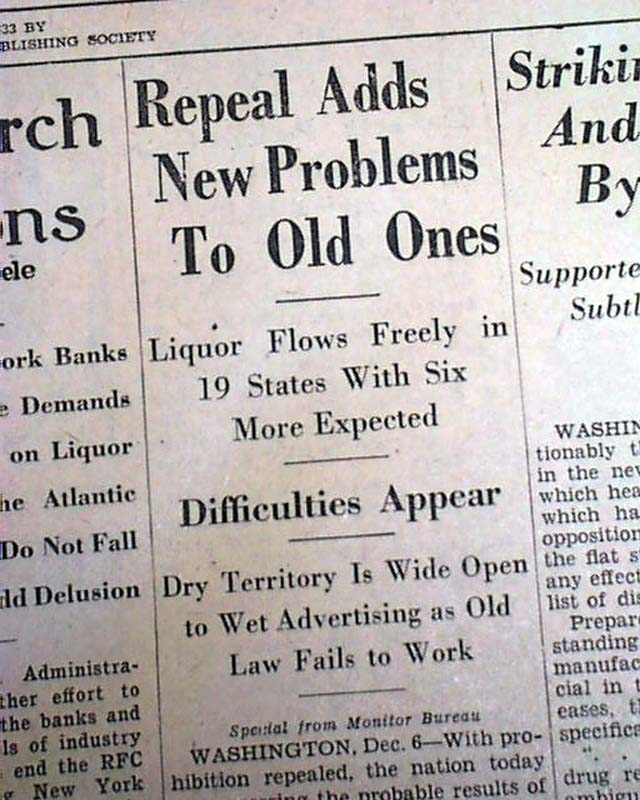 33 BY
BLISHING SOCIETY
rch
ns
ele
ork Banks
e Demands
on Liquor
he Atlantic
Do Not Fall
ld Delusion
Administra-
ther effort to
the banks and
ls of industry
end the RFC
New York
Repeal Adds
New Problems
To Old Ones
Liquor Flows Freely in
19 States With Six
More Expected
Difficulties Appear
Dry Territory Is Wide Open
to Wet Advertising as Old
Law Fails to Work
Special from Monitor Bureau
WASHINGTON, Dec. 6—With pro-
hibition repealed, the nation today
the probable results of
Striki
And
By
Supporte
Subtl
WASHIN
tionably t
in the ne
which hea
which ha
opposition
the flat s
any effect
list of dis
Prepar
standing
manufac
cial in t
eases, t
specifica
drug re